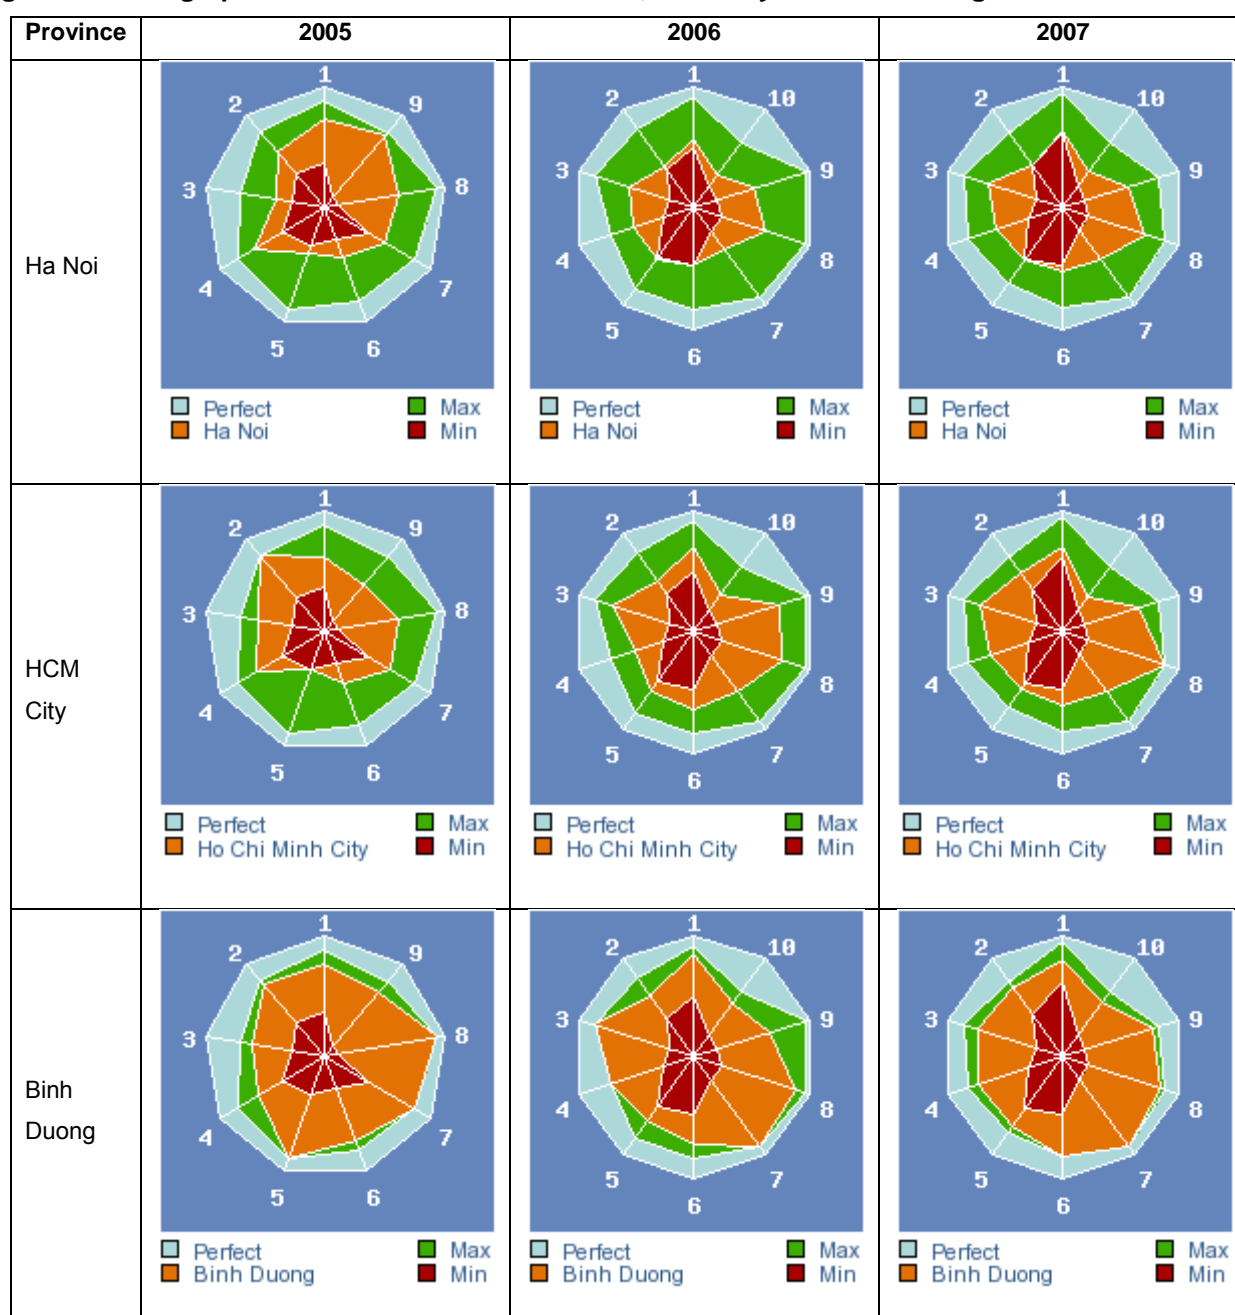 Province 2005 2006 2007
Ha Noi
1 2 3 4 5 6 7 8 9
Perfect Max
Ha Noi Min
1 2 3 4 5 6 7 8 9 10
Perfect Max
Ha Noi Min
1 2 3 4 5 6 7 8 9 10
Perfect Max
Ha Noi Min
HCM
City
1 2 3 4 5 6 7 8 9
Perfect Max
Ho Chi Minh City Min
1 2 3 4 5 6 7 8 9 10
Perfect Max
Ho Chi Minh City Min
1 2 3 4 5 6 7 8 9 10
Perfect Max
Ho Chi Minh City Min
Binh
Duong
1 2 3 4 5 6 7 8 9
Perfect Max
Binh Duong Min
1 2 3 4 5 6 7 8 9 10
Perfect Max
Binh Duong Min
1 2 3 4 5 6 7 8 9 10
Perfect Max
Binh Duong Min